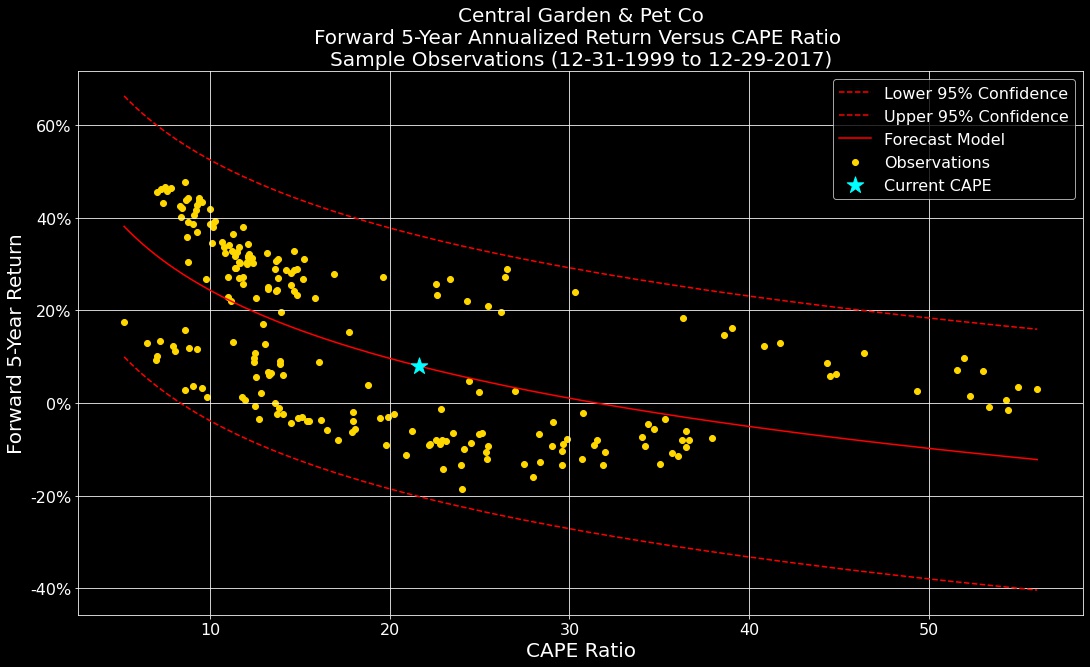 Central Garden & Pet Co
Forward 5-Year Annualized Return Versus CAPE Ratio
Sample Observations (12-31-1999 to 12-29-2017)
Lower 95% Confidence
Upper 95% Confidence
Forecast Model
Observations
Current CAPE
Forward 5-Year Return
60%
40%
20%
0%
-20%
-40%
10 20 30 40 50
CAPE Ratio